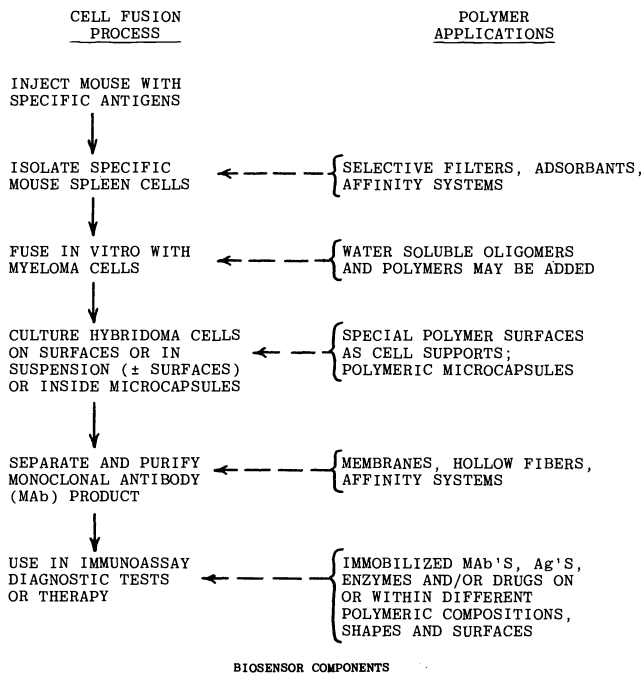 CELL FUSION
PROCESS
POLYMER
APPLICATIONS
INJECT MOUSE WITH
SPECIFIC ANTIGENS
ISOLATE SPECIFIC
MOUSE SPLEEN CELLS
SELECTIVE FILTERS, ADSORBANTS,
AFFINITY SYSTEMS
FUSE IN VITRO WITH
MYELOMA CELLS
WATER SOLUBLE OLIGOMERS
AND POLYMERS MAY BE ADDED
CULTURE HYBRIDOMA CELLS
ON SURFACES OR IN
SUSPENSION (± SURFACES)
OR INSIDE MICROCAPSULES
SPECIAL POLYMER SURFACES
AS CELL SUPPORTS;
POLYMERIC MICROCAPSULES
SEPARATE AND PURIFY
MONOCLONAL ANTIBODY
(MAb) PRODUCT
MEMBRANES, HOLLOW FIBERS,
AFFINITY SYSTEMS
USE IN IMMUNOASSAY
DIAGNOSTIC TESTS
OR THERAPY
IMMOBILIZED MAb'S, Ag'S,
ENZYMES AND/OR DRUGS ON
OR WITHIN DIFFERENT
POLYMERIC COMPOSITIONS,
SHAPES AND SURFACES
BIOSENSOR COMPONENTS